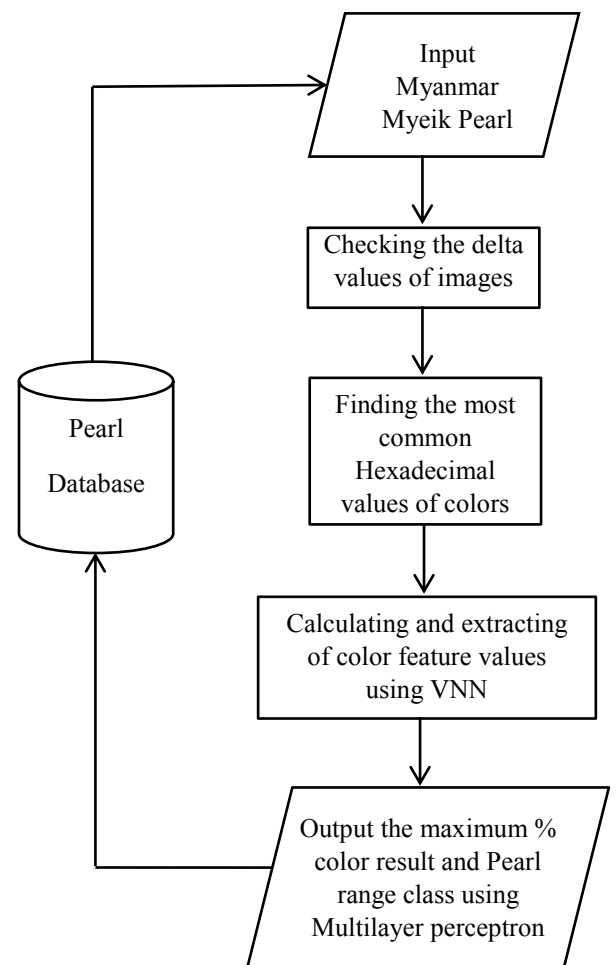 Input
Myanmar
Myeik Pearl
Checking the delta
values of images
Pearl
Database
Finding the most
common
Hexadecimal
values of colors
Calculating and extracting
of color feature values
using VNN
Output the maximum %
color result and Pearl
range class using
Multilayer perceptron